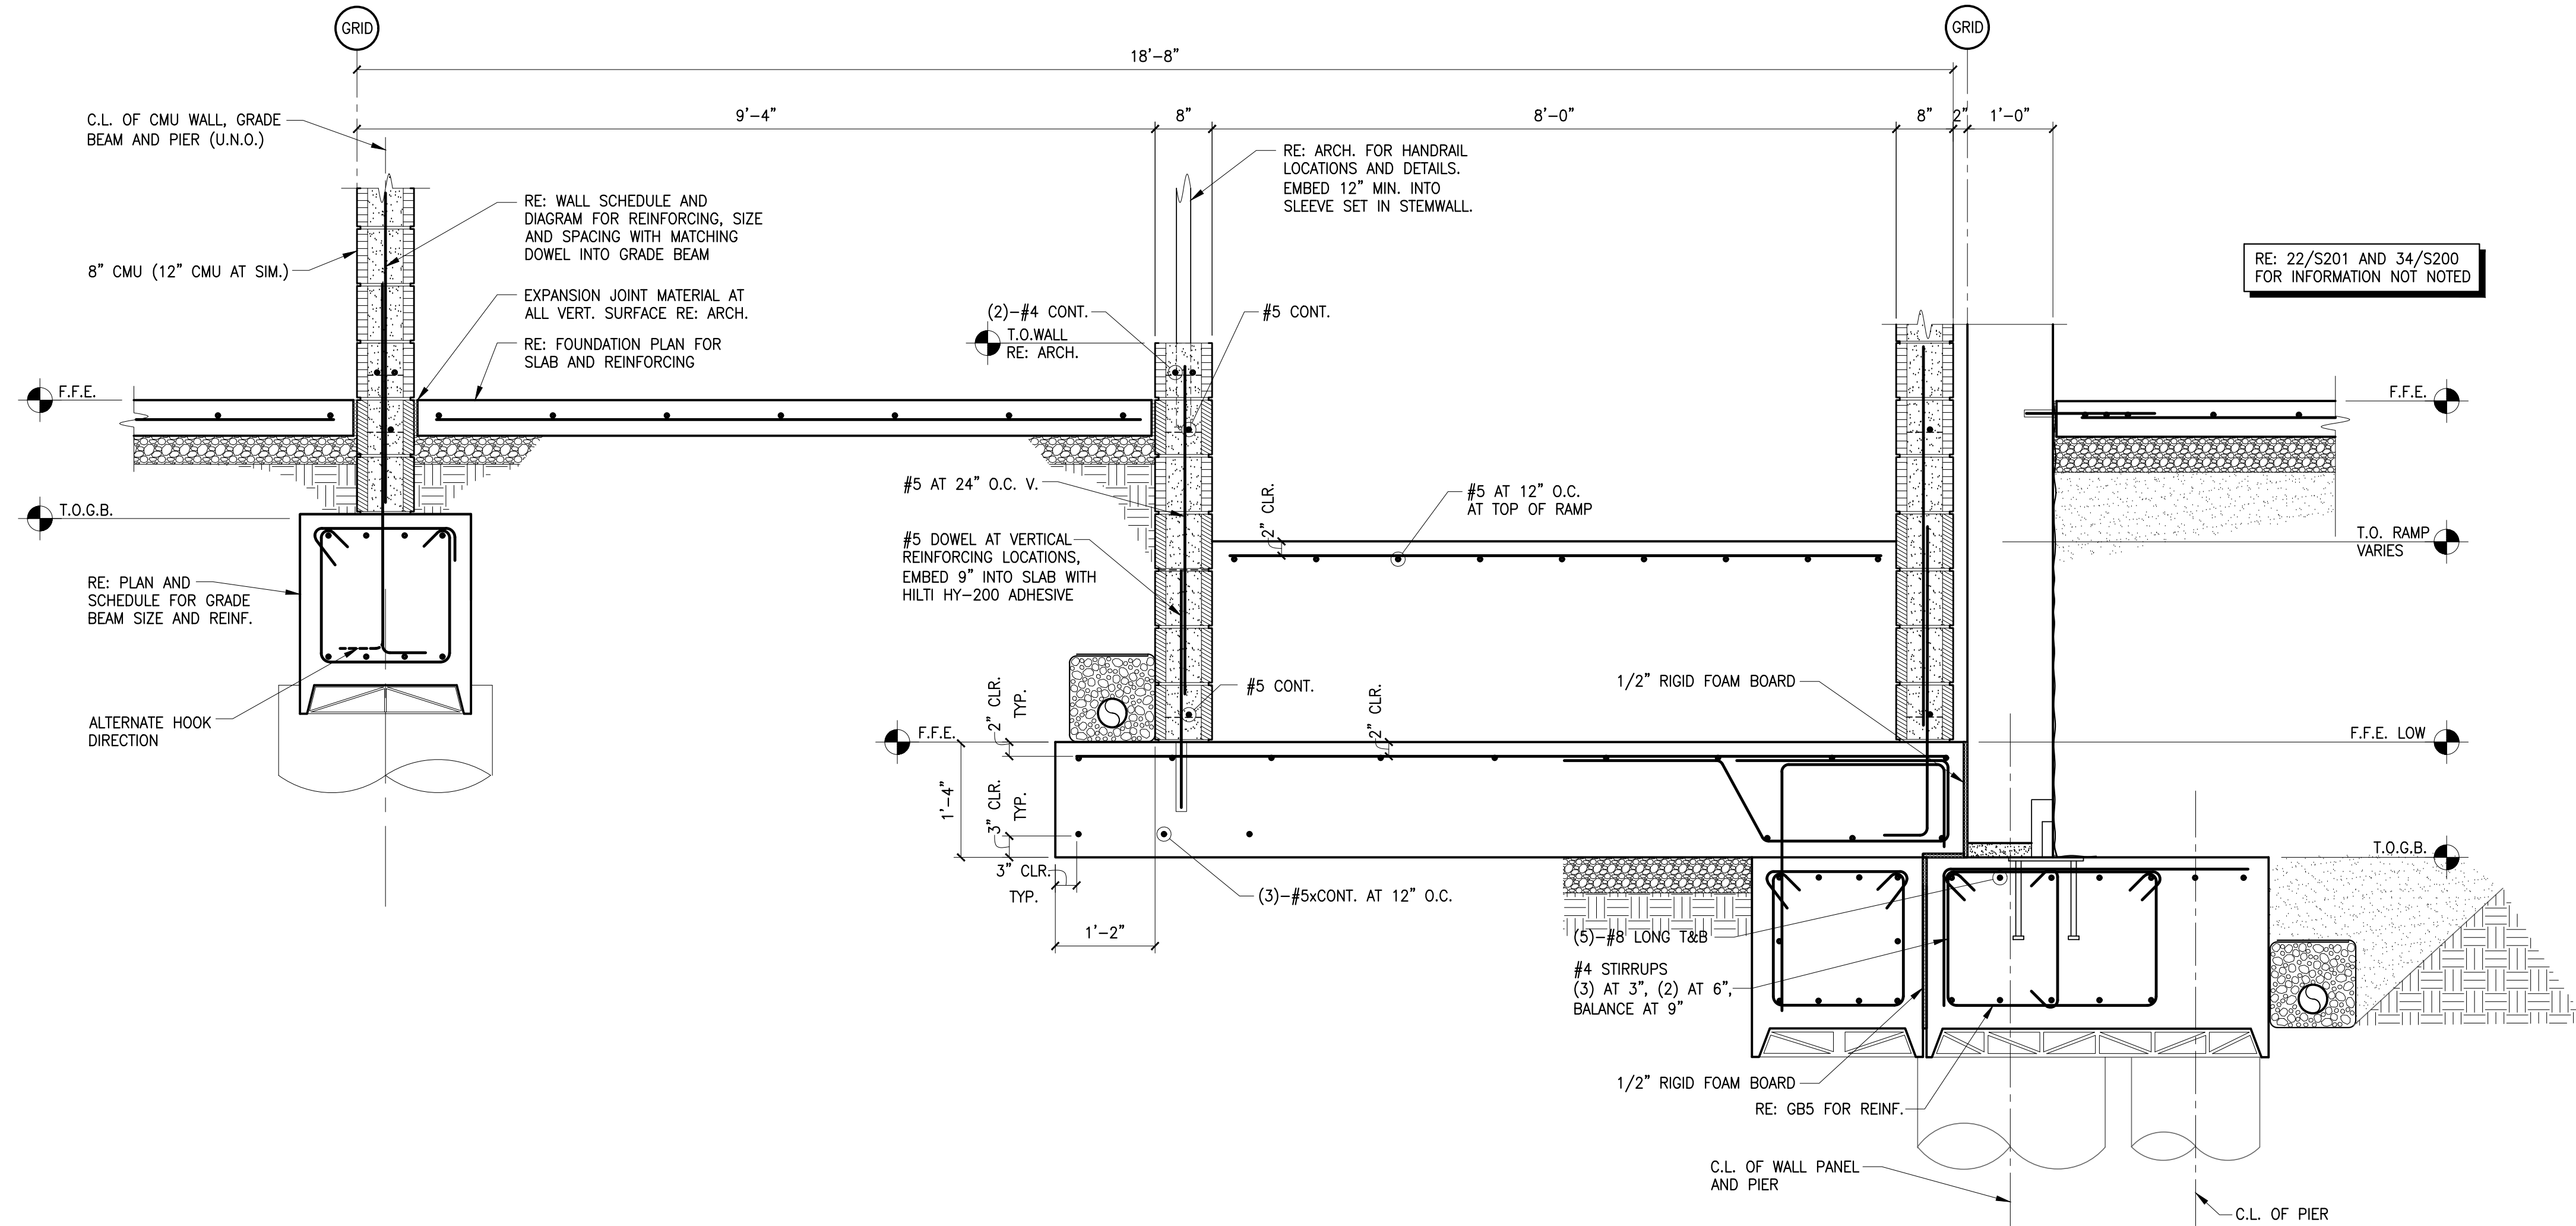 GRID
GRID
18'-8"
9'-4"
8"
8'-0"
8"
2"
1'-0"
C.L. OF CMU WALL, GRADE
BEAM AND PIER (U.N.O.)
RE: WALL SCHEDULE AND
DIAGRAM FOR REINFORCING, SIZE
AND SPACING WITH MATCHING
DOWEL INTO GRADE BEAM
8" CMU (12" CMU AT SIM.)
EXPANSION JOINT MATERIAL AT
ALL VERT. SURFACE RE: ARCH.
RE: FOUNDATION PLAN FOR
SLAB AND REINFORCING
RE: ARCH. FOR HANDRAIL
LOCATIONS AND DETAILS.
EMBED 12" MIN. INTO
SLEEVE SET IN STEMWALL.
RE: 22/S201 AND 34/S200
FOR INFORMATION NOT NOTED
(2)-#4 CONT.
#5 CONT.
T.O.WALL
RE: ARCH.
F.F.E.
F.F.E.
T.O.G.B.
#5 AT 24" O.C. V.
#5 AT 12" O.C.
AT TOP OF RAMP
2" CLR.
#5 DOWEL AT VERTICAL
REINFORCING LOCATIONS,
EMBED 9" INTO SLAB WITH
HILTI HY-200 ADHESIVE
T.O. RAMP
VARIES
RE: PLAN AND
SCHEDULE FOR GRADE
BEAM SIZE AND REINF.
ALTERNATE HOOK
DIRECTION
#5 CONT.
1/2" RIGID FOAM BOARD
2" CLR.
TYP.
2" CLR.
F.F.E.
F.F.E. LOW
1'-4"
3" CLR.
TYP.
3" CLR.
TYP.
1'-2"
(3)-#5xCONT. AT 12" O.C.
T.O.G.B.
(5)-#8 LONG T&B
#4 STIRRUPS
(3) AT 3", (2) AT 6",
BALANCE AT 9"
1/2" RIGID FOAM BOARD
RE: GB5 FOR REINF.
C.L. OF WALL PANEL
AND PIER
C.L. OF PIER